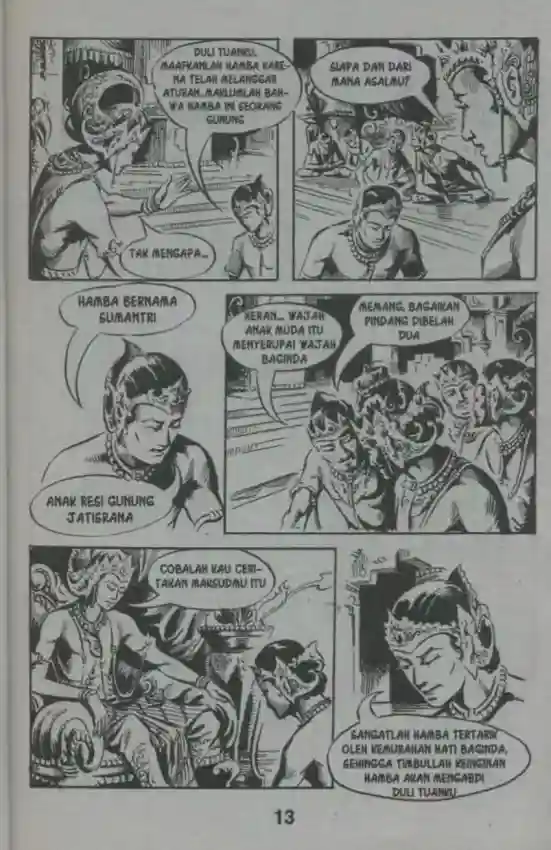 DULI TUANKU,
MAAFKANLAH HAMBA KARE-
NA TELAH MELANGGAR
ATURAN..MAKLUMLAH BAH-
WA HAMBA INI SEORANG
GUNUNG
TAK MENGAPA...
SIAPA DAN DARI
MANA ASALMU?
HAMBA BERNAMA
SUMANTRI
ANAK RESI GUNUNG
JATISRANA
HERAN... WAJAH
ANAK MUDA ITU
MENYERUPAI WAJAH
BAGINDA
MEMANG, BAGAIKAN
PINDANG DIBELAH
DUA
COBALAH KAU CERI-
TAKAN MAKSUDMU ITU
SANGATLAH HAMBA TERTARIK
OLEH KEMURAHAN HATI BAGINDA,
SEHINGGA TIMBULLAH KEINGINAN
HAMBA AKAN MENGABDI
DULI TUANKU
13